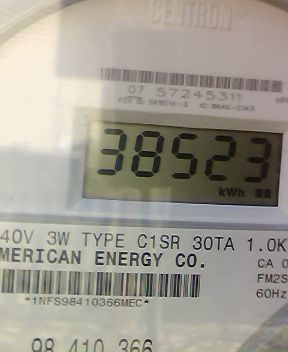 CENTRON®
07 57245311
38523
kWh
40V 3W TYPE C1SR 30TA 1.0K
MERICAN ENERGY CO.
CA 0
FM2S
60Hz
*1NFS98410366MEC*
98 410 366